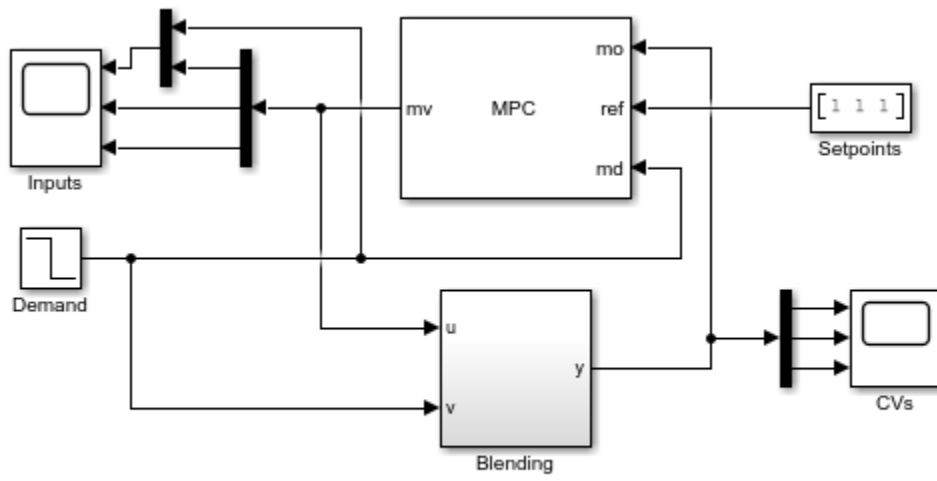 mo
mv
MPC
ref
[1 1 1]
Setpoints
md
Inputs
Demand
u
y
v
Blending
CVs